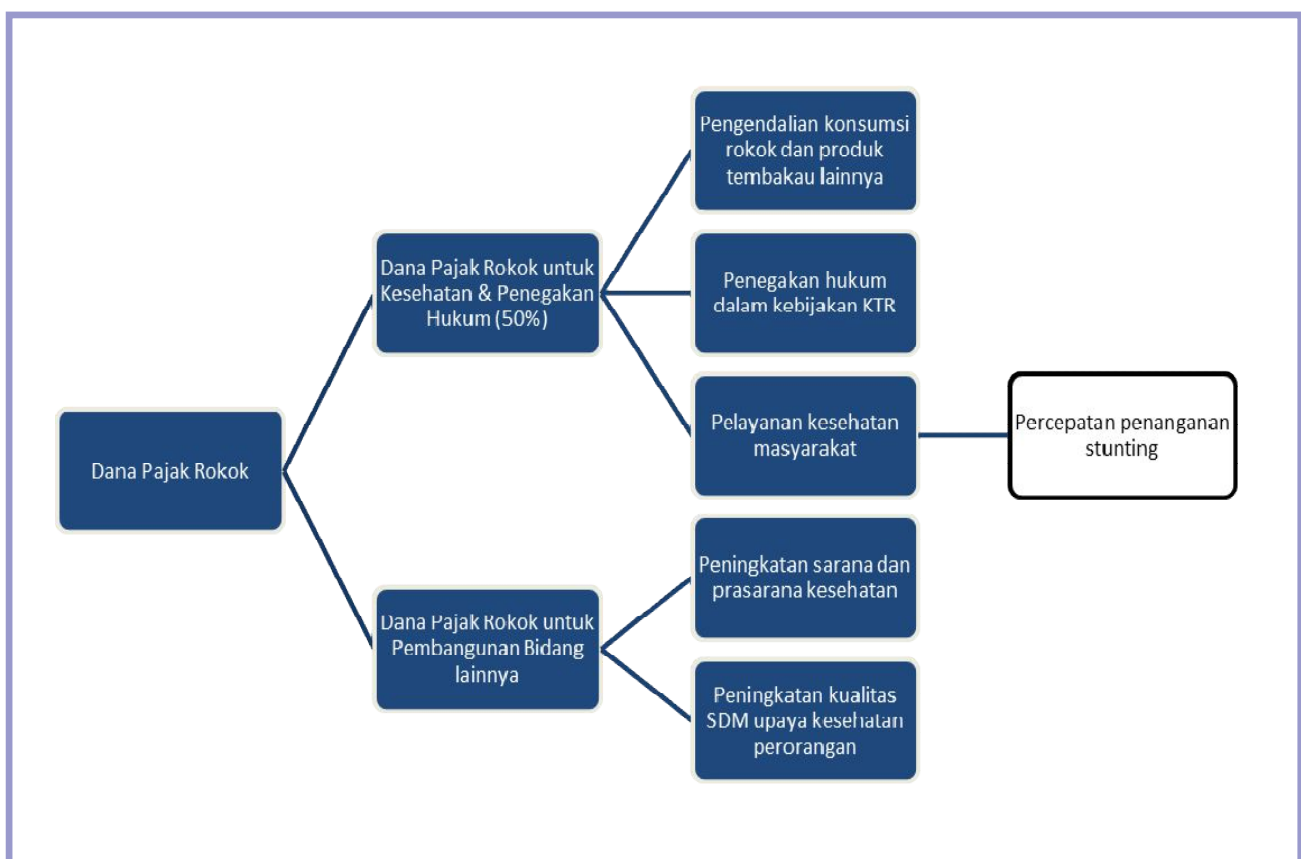 Dana Pajak Rokok
Dana Pajak Rokok untuk
Kesehatan & Penegakan
Hukum (50%)
Pengendalian konsumsi
rokok dan produk
tembakau lainnya
Penegakan hukum
dalam kebijakan KTR
Pelayanan kesehatan
masyarakat
Percepatan penanganan
stunting
Dana Pajak Rokok untuk
Pembangunan Bidang
lainnya
Peningkatan sarana dan
prasarana kesehatan
Peningkatan kualitas
SDM upaya kesehatan
perorangan